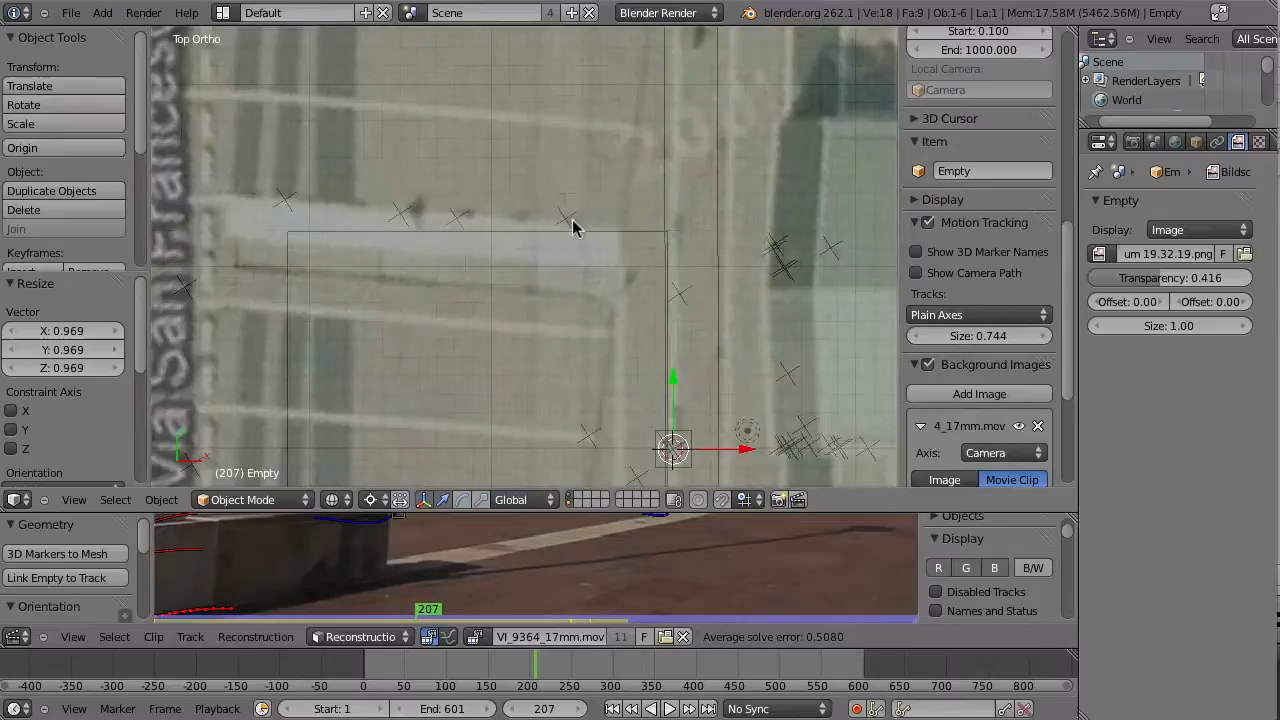 File Add Render Help Default Scene 4 Blender Render blender.org 262.1 | Ve:18 | Fa:9 | Ob:1-6 | La:1 | Mem:17.58M (5462.56M) | Empty
Object Tools
Transform:
Translate
Rotate
Scale
Origin
Object:
Duplicate Objects
Delete
Join
Keyframes:
Resize
Vector
X: 0.969
Y: 0.969
Z: 0.969
Constraint Axis
X
Y
Z
Orientation
Top Ortho
(207) Empty
Start: 0.100
End: 1000.000
Local Camera:
Camera
3D Cursor
Item
Empty
Display
Motion Tracking
Show 3D Marker Names
Show Camera Path
Tracks:
Plain Axes
Size: 0.744
Background Images
Add Image
4_17mm.mov
Axis: Camera
Image Movie Clip
View Search All Scen
Scene
RenderLayers
World
Em Bildsc
Empty
Display: Image
um 19.32.19.png F
Transparency: 0.416
Offset: 0.00 Offset: 0.00
Size: 1.00
View Select Object Object Mode Global
Geometry
3D Markers to Mesh
Link Empty to Track
Orientation
207
Objects
Display
R G B B/W
Disabled Tracks
Names and Status
View Select Clip Track Reconstruction Reconstructio VI_9364_17mm.mov 11 F Average solve error: 0.5080
-400 -350 -300 -250 -200 -150 -100 -50 0 50 100 150 200 250 300 350 400 450 500 550 600 650 700 750 800
View Marker Frame Playback Start: 1 End: 601 207 No Sync